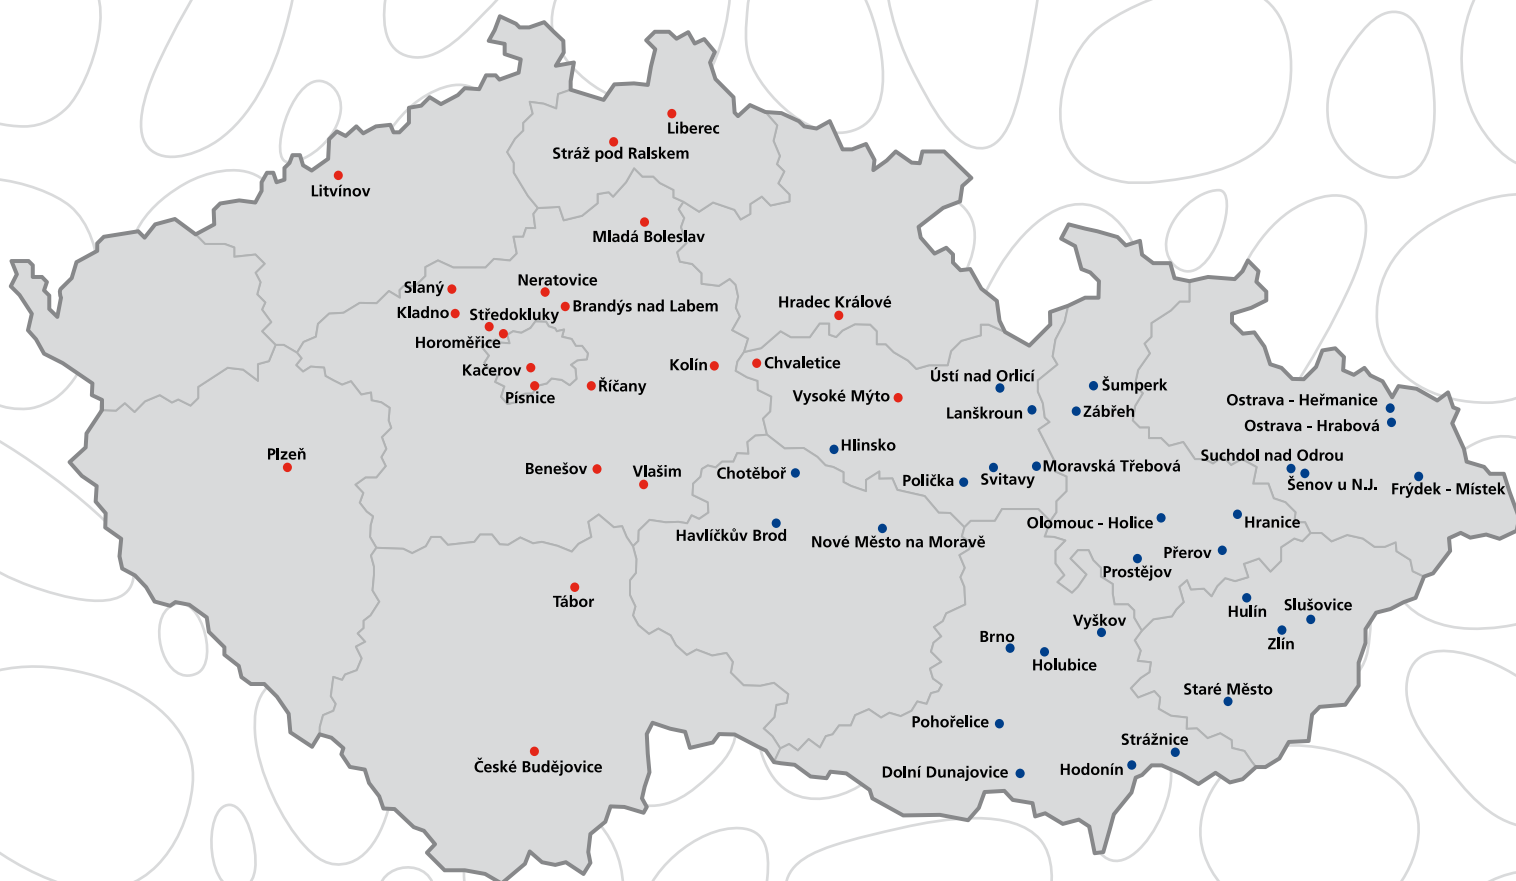 Liberec
Stráž pod Ralskem
Litvínov
Mladá Boleslav
Neratovice
Slaný
Brandýs nad Labem
Kladno
Středokluky
Hradec Králové
Horoměřice
Kačerov
Kolín
Chvaletice
Písnice
Říčany
Ústí nad Orlicí
Šumperk
Vysoké Mýto
Lanškroun
Zábřeh
Ostrava - Heřmanice
Ostrava - Hrabová
Hlinsko
Plzeň
Benešov
Vlašim
Chotěboř
Polička
Svitavy
Moravská Třebová
Suchdol nad Odrou
Šenov u N.J.
Frýdek - Místek
Havlíčkův Brod
Nové Město na Moravě
Olomouc - Holice
Hranice
Přerov
Prostějov
Tábor
Hulín
Slušovice
Vyškov
Brno
Zlín
Holubice
Staré Město
Pohořelice
Strážnice
České Budějovice
Dolní Dunajovice
Hodonín